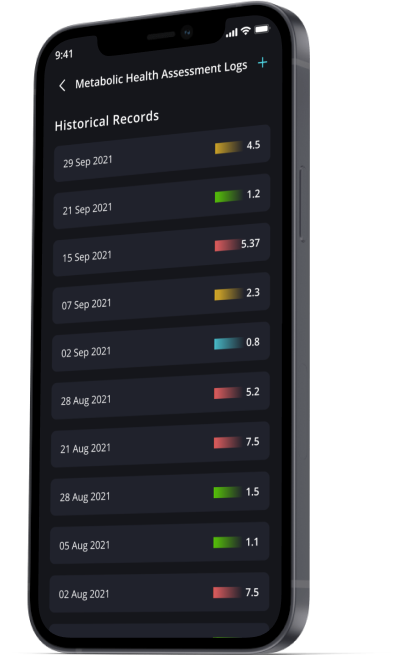 9:41
Metabolic Health Assessment Logs +
Historical Records
29 Sep 2021 4.5
21 Sep 2021 1.2
15 Sep 2021 5.37
07 Sep 2021 2.3
02 Sep 2021 0.8
28 Aug 2021 5.2
21 Aug 2021 7.5
28 Aug 2021 1.5
05 Aug 2021 1.1
02 Aug 2021 7.5